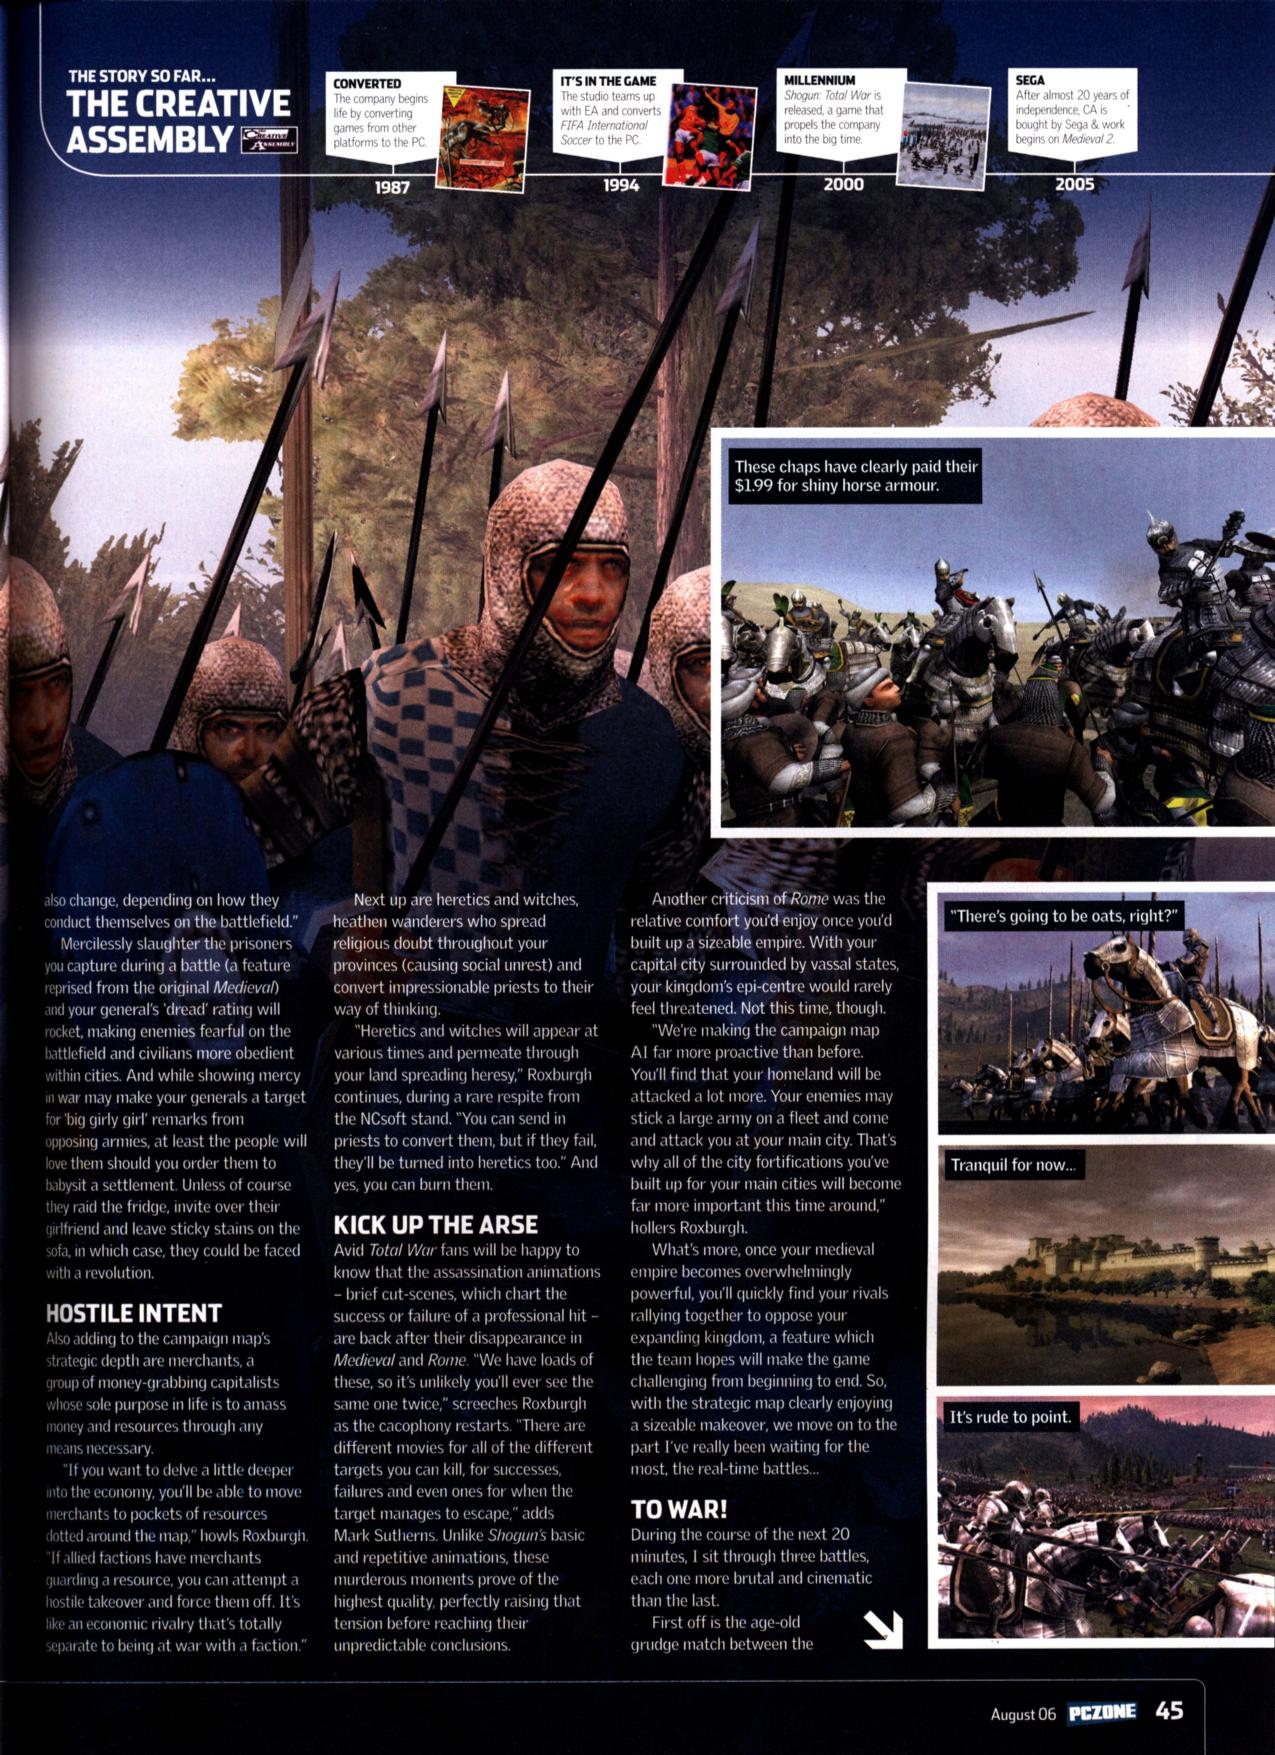 THE STORY SO FAR...
THE CREATIVE
ASSEMBLY
THE CREATIVE ASSEMBLY
CONVERTED
The company begins
life by converting
games from other
platforms to the PC.
1987
IT'S IN THE GAME
The studio teams up
with EA and converts
FIFA International
Soccer to the PC.
1994
MILLENNIUM
Shogun: Total War is
released, a game that
propels the company
into the big time.
2000
SEGA
After almost 20 years of
independence, CA is
bought by Sega & work
begins on Medieval 2.
2005
These chaps have clearly paid their
$1.99 for shiny horse armour.
also change, depending on how they
conduct themselves on the battlefield."
Mercilessly slaughter the prisoners
you capture during a battle (a feature
reprised from the original Medieval)
and your general's 'dread' rating will
rocket, making enemies fearful on the
battlefield and civilians more obedient
within cities. And while showing mercy
in war may make your generals a target
for 'big girly girl' remarks from
opposing armies, at least the people will
love them should you order them to
babysit a settlement. Unless of course
they raid the fridge, invite over their
girlfriend and leave sticky stains on the
sofa, in which case, they could be faced
with a revolution.
HOSTILE INTENT
Also adding to the campaign map's
strategic depth are merchants, a
group of money-grabbing capitalists
whose sole purpose in life is to amass
money and resources through any
means necessary.
"If you want to delve a little deeper
into the economy, you'll be able to move
merchants to pockets of resources
dotted around the map," howls Roxburgh.
"If allied factions have merchants
guarding a resource, you can attempt a
hostile takeover and force them off. It's
like an economic rivalry that's totally
separate to being at war with a faction."
Next up are heretics and witches,
heathen wanderers who spread
religious doubt throughout your
provinces (causing social unrest) and
convert impressionable priests to their
way of thinking.
"Heretics and witches will appear at
various times and permeate through
your land spreading heresy," Roxburgh
continues, during a rare respite from
the NCsoft stand. "You can send in
priests to convert them, but if they fail,
they'll be turned into heretics too." And
yes, you can burn them.
KICK UP THE ARSE
Avid Total War fans will be happy to
know that the assassination animations
– brief cut-scenes, which chart the
success or failure of a professional hit –
are back after their disappearance in
Medieval and Rome. "We have loads of
these, so it's unlikely you'll ever see the
same one twice," screeches Roxburgh
as the cacophony restarts. "There are
different movies for all of the different
targets you can kill, for successes,
failures and even ones for when the
target manages to escape," adds
Mark Sutherns. Unlike Shogun's basic
and repetitive animations, these
murderous moments prove of the
highest quality, perfectly raising that
tension before reaching their
unpredictable conclusions.
Another criticism of Rome was the
relative comfort you'd enjoy once you'd
built up a sizeable empire. With your
capital city surrounded by vassal states,
your kingdom's epi-centre would rarely
feel threatened. Not this time, though.
"We're making the campaign map
AI far more proactive than before.
You'll find that your homeland will be
attacked a lot more. Your enemies may
stick a large army on a fleet and come
and attack you at your main city. That's
why all of the city fortifications you've
built up for your main cities will become
far more important this time around,"
hollers Roxburgh.
What's more, once your medieval
empire becomes overwhelmingly
powerful, you'll quickly find your rivals
rallying together to oppose your
expanding kingdom, a feature which
the team hopes will make the game
challenging from beginning to end. So,
with the strategic map clearly enjoying
a sizeable makeover, we move on to the
part I've really been waiting for the
most, the real-time battles...
TO WAR!
During the course of the next 20
minutes, I sit through three battles,
each one more brutal and cinematic
than the last.
First off is the age-old
grudge match between the
"There's going to be oats, right?"
Tranquil for now...
It's rude to point.
August 06 PCZONE 45